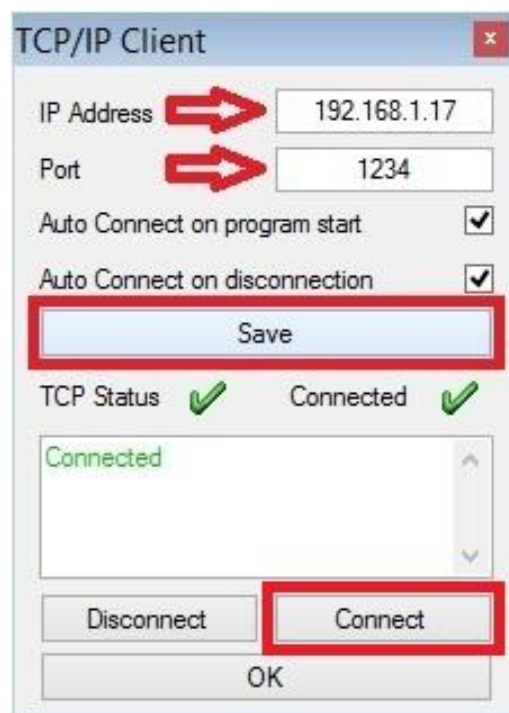 TCP/IP Client
x
IP Address 192.168.1.17
Port 1234
Auto Connect on program start
Auto Connect on disconnection
Save
TCP Status Connected
Connected
Disconnect Connect
OK